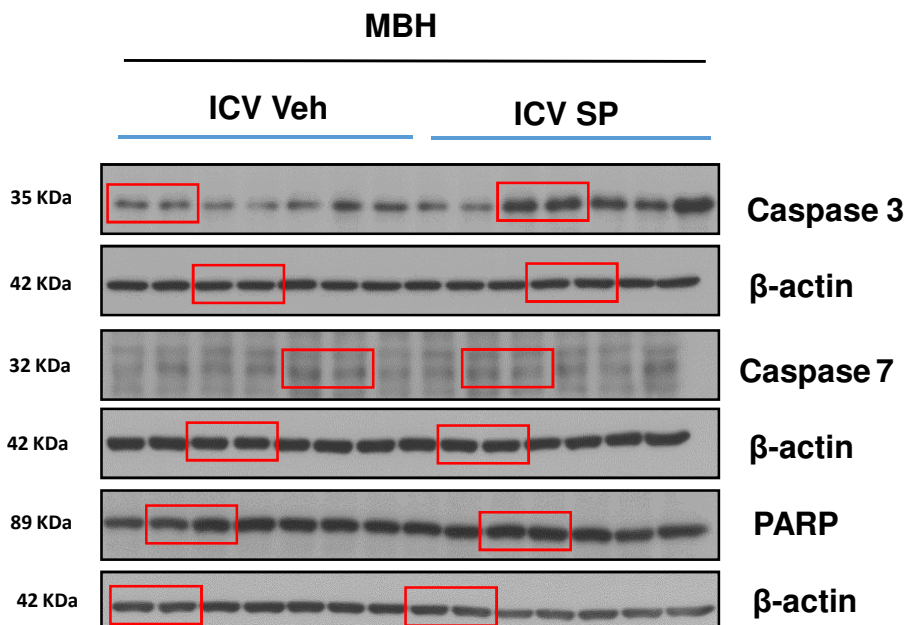 MBH
ICV Veh
ICV SP
35 KDa
Caspase 3
42 KDa
β-actin
32 KDa
Caspase 7
42 KDa
β-actin
89 KDa
PARP
42 KDa
β-actin